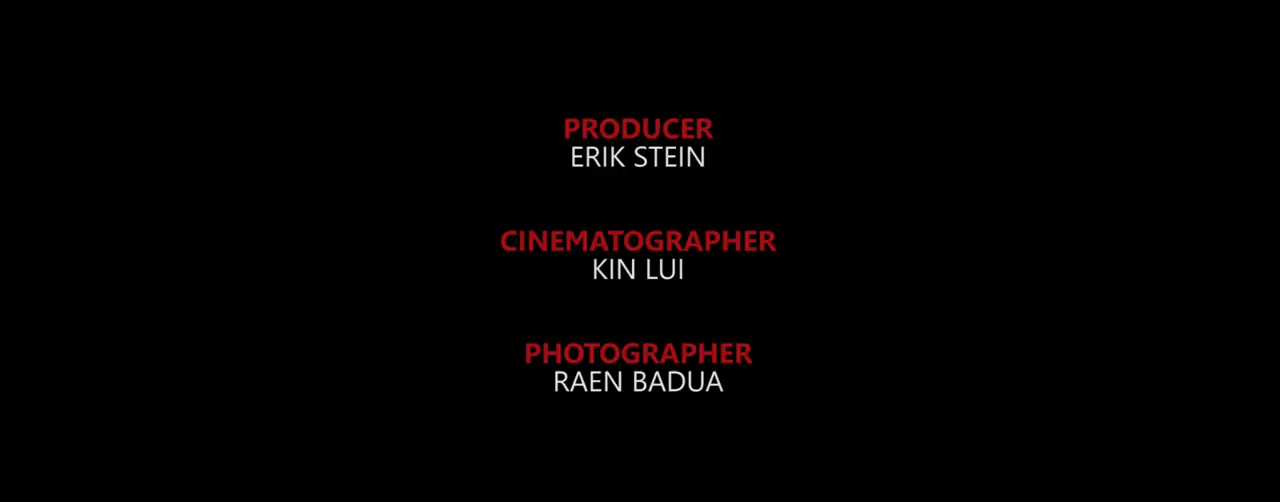 PRODUCER
ERIK STEIN
CINEMATOGRAPHER
KIN LUI
PHOTOGRAPHER
RAEN BADUA